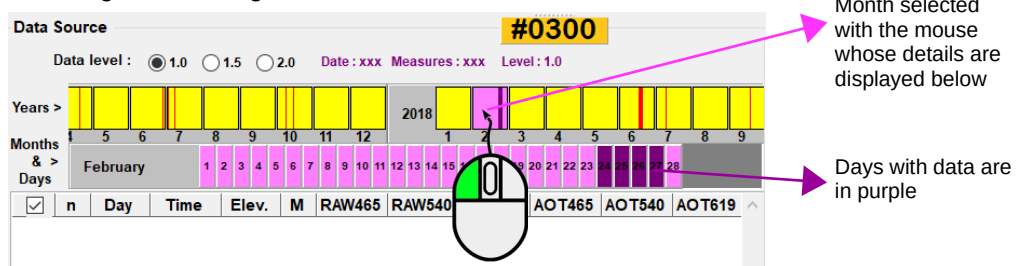 Month selected
with the mouse
whose details are
displayed below
Data Source
#0300
Data level : 1.0 1.5 2.0 Date : xxx Measures : xxx Level : 1.0
Years > 2018
4 5 6 7 8 9 10 11 12 1 2 3 4 5 6 7 8 9
Months
& >
Days
February 1 2 3 4 5 6 7 8 9 10 11 12 13 14 15 19 20 21 22 23 24 25 26 27 28
Days with data are
in purple
n Day Time Elev. M RAW465 RAW540 AOT465 AOT540 AOT619